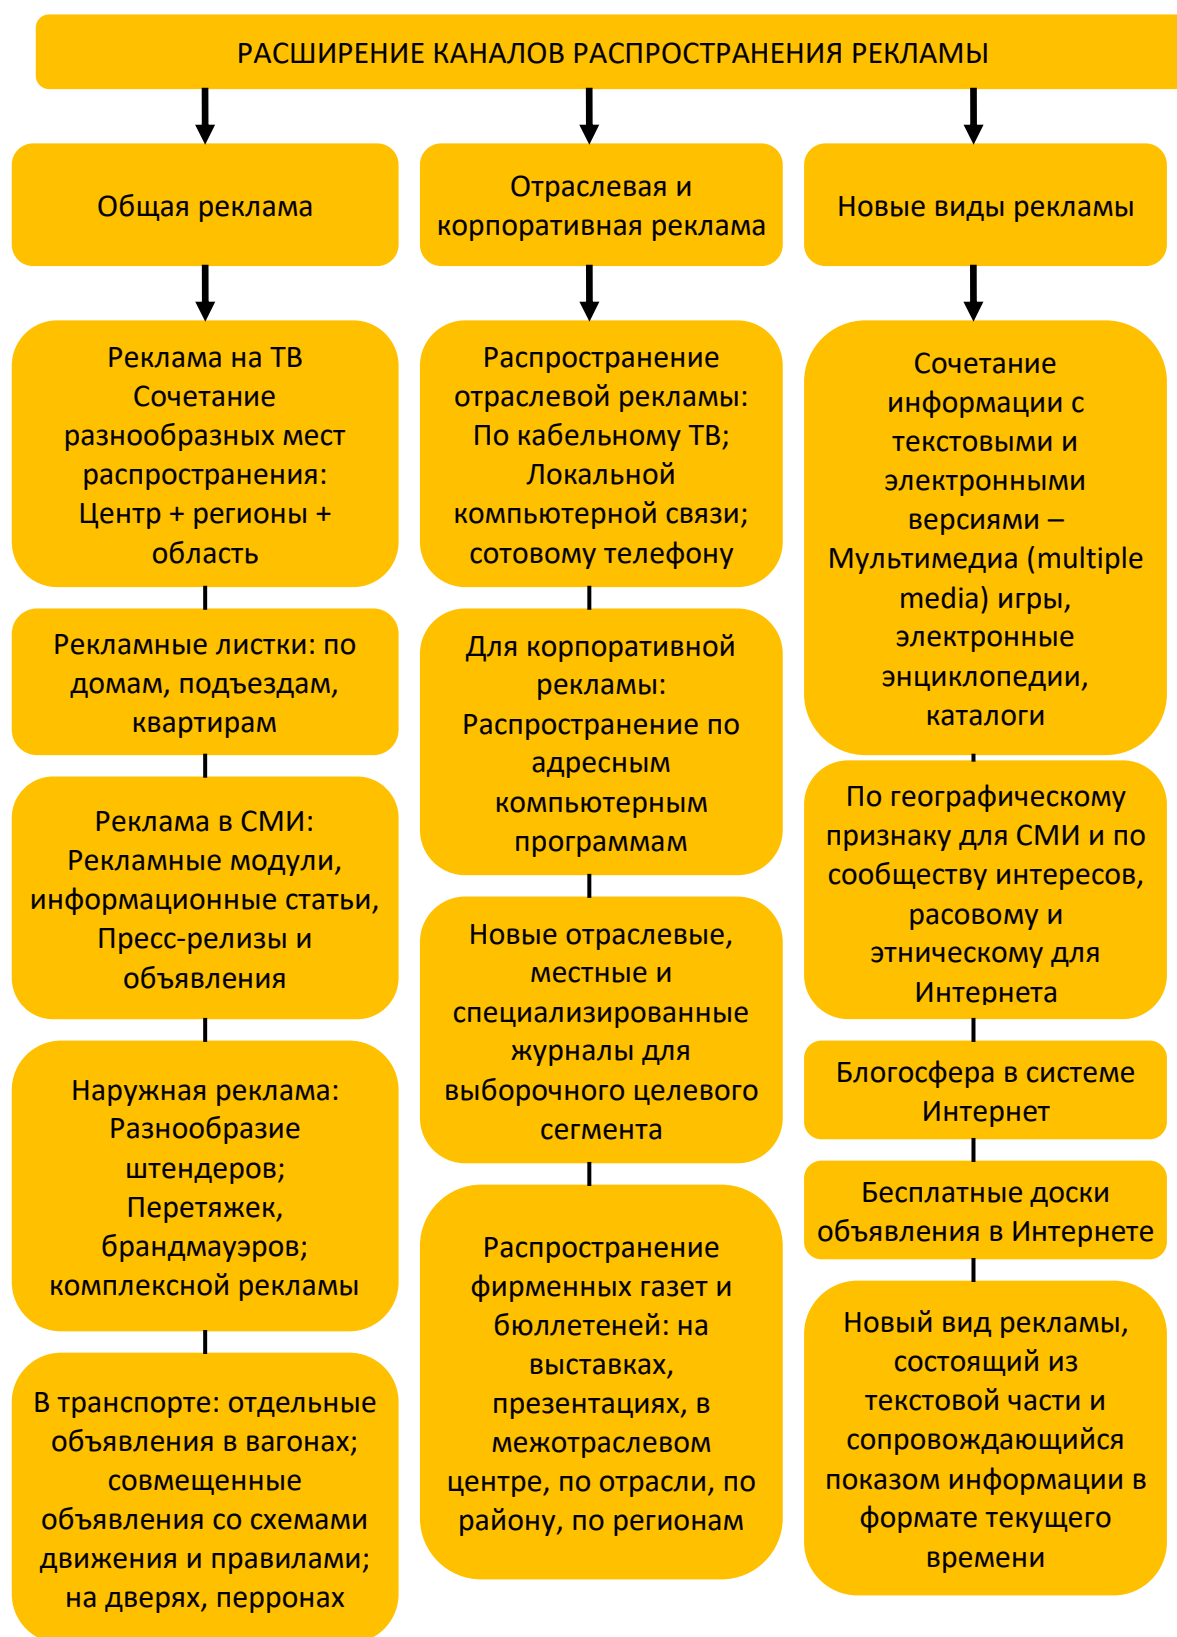 РАСШИРЕНИЕ КАНАЛОВ РАСПРОСТРАНЕНИЯ РЕКЛАМЫ
Общая реклама
Реклама на ТВ
Сочетание
разнообразных мест
распространения:
Центр + регионы +
область
Рекламные листки: по
домам, подъездам,
квартирам
Реклама в СМИ:
Рекламные модули,
информационные статьи,
Пресс-релизы и
объявления
Наружная реклама:
Разнообразие
штендеров;
Перетяжек,
брандмауэров;
комплексной рекламы
В транспорте: отдельные
объявления в вагонах;
совмещенные
объявления со схемами
движения и правилами;
на дверях, перронах
Отраслевая и
корпоративная реклама
Распространение
отраслевой рекламы:
По кабельному ТВ;
Локальной
компьютерной связи;
сотовому телефону
Для корпоративной
рекламы:
Распространение по
адресным
компьютерным
программам
Новые отраслевые,
местные и
специализированные
журналы для
выборочного целевого
сегмента
Распространение
фирменных газет и
бюллетеней: на
выставках,
презентациях, в
межотраслевом
центре, по отрасли, по
району, по регионам
Новые виды рекламы
Сочетание
информации с
текстовыми и
электронными
версиями –
Мультимедиа (multiple
media) игры,
электронные
энциклопедии,
каталоги
По географическому
признаку для СМИ и по
сообществу интересов,
расовому и
этническому для
Интернета
Блогосфера в системе
Интернет
Бесплатные доски
объявления в Интернете
Новый вид рекламы,
состоящий из
текстовой части и
сопровождающийся
показом информации в
формате текущего
времени